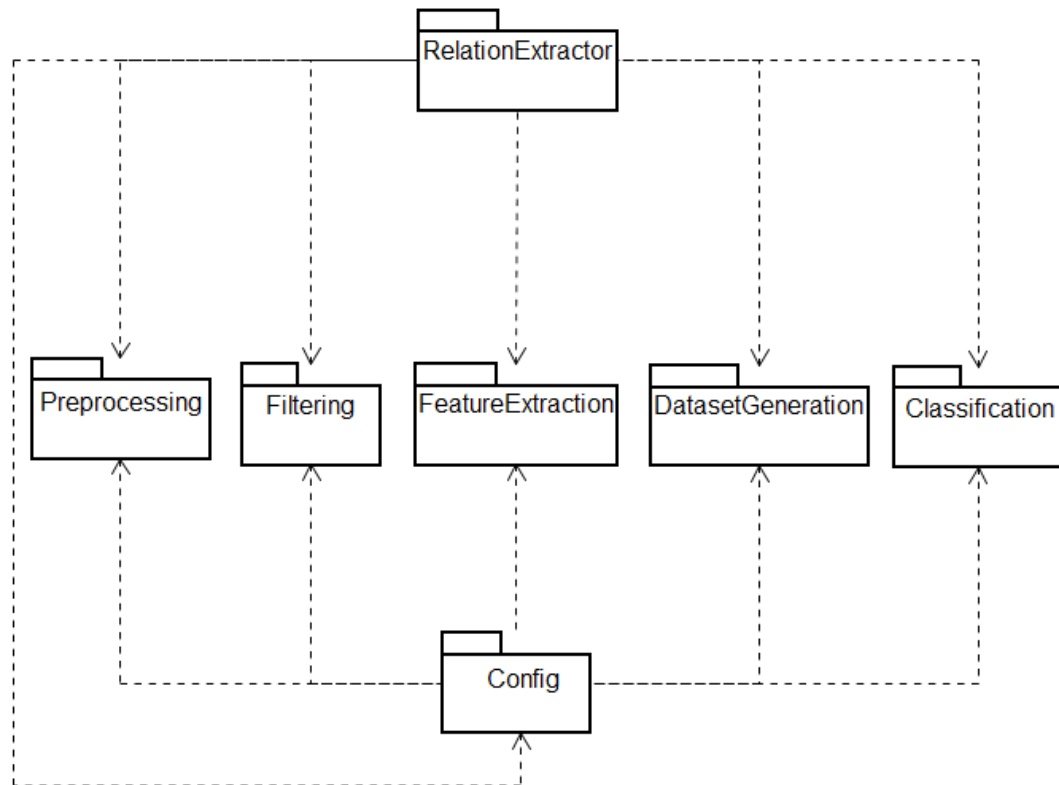 RelationExtractor
Preprocessing
Filtering
FeatureExtraction
DatasetGeneration
Classification
Config